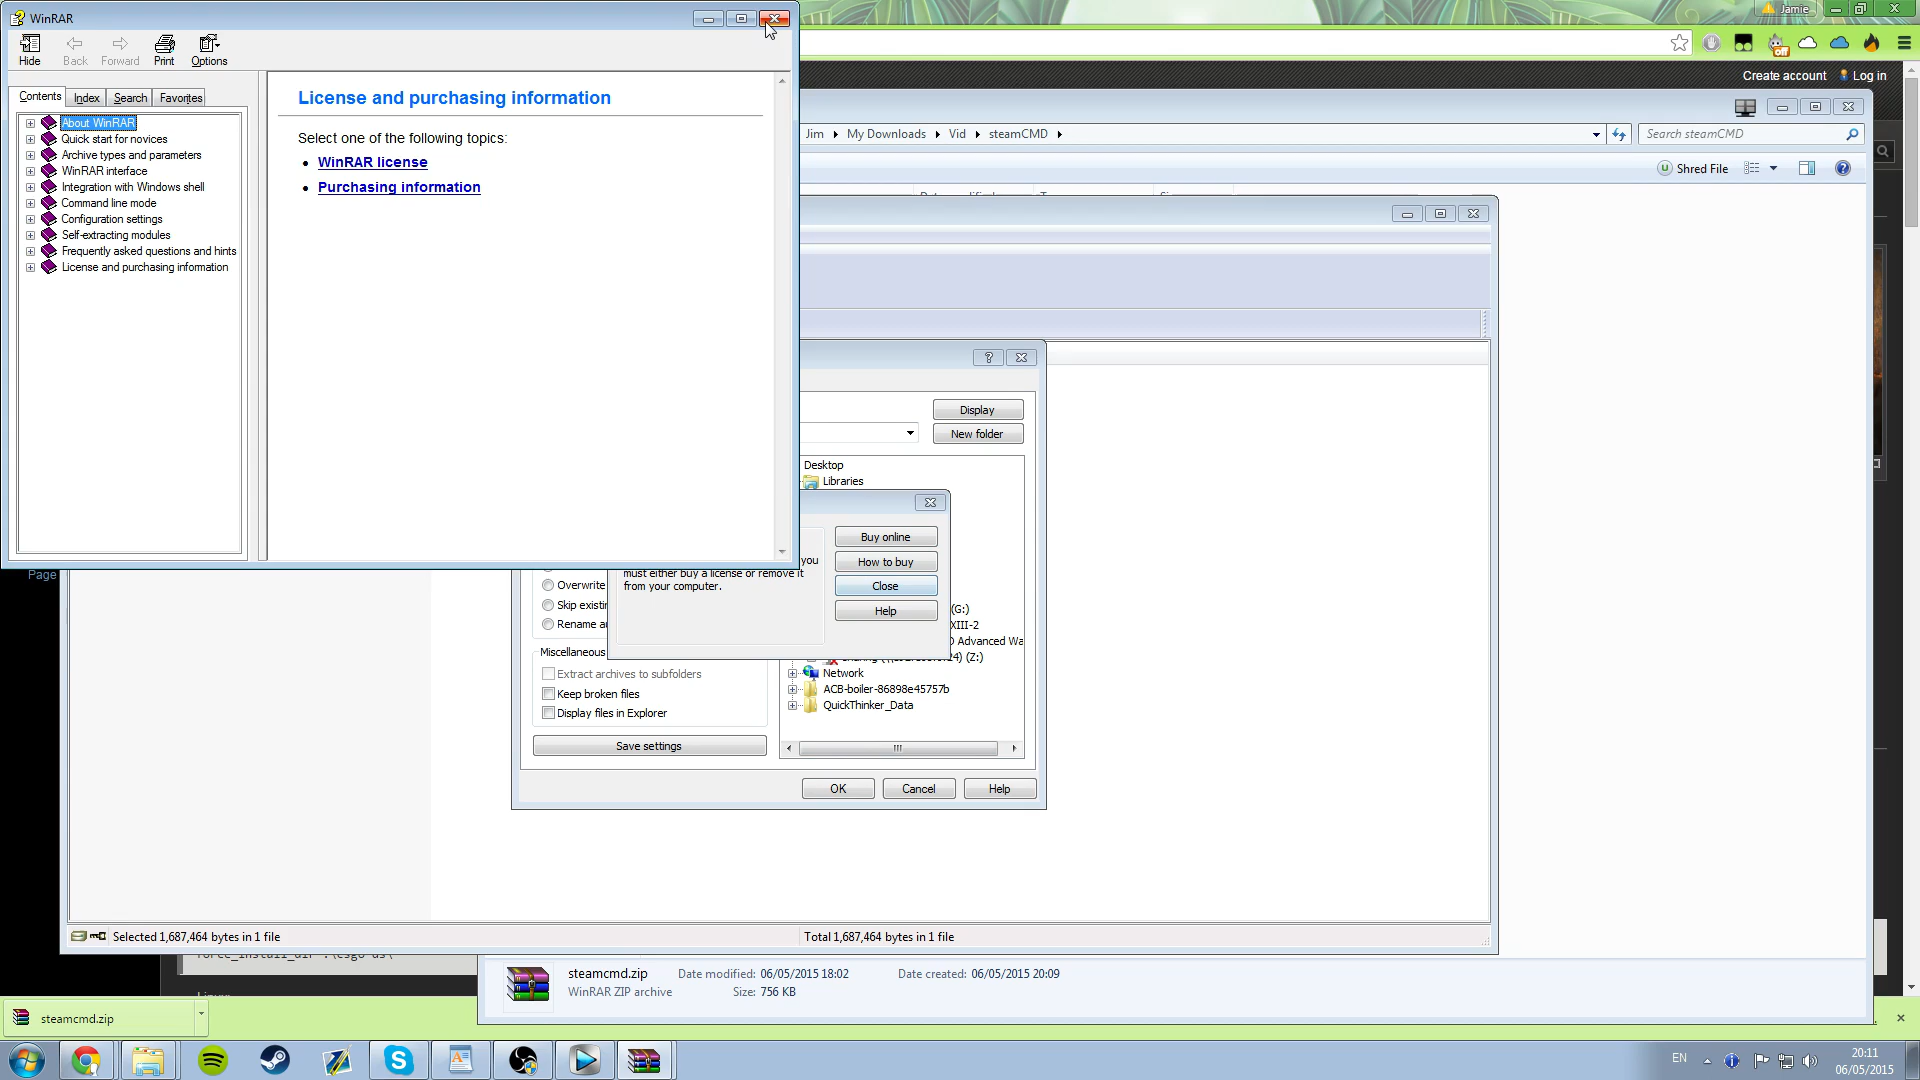 WinRAR
Jamie
Hide
Back
Forward
Print
Options
off
Create account
Log in
Contents
Index
Search
Favorites
License and purchasing information
About WinRAR
Quick start for novices
Archive types and parameters
WinRAR interface
Integration with Windows shell
Command line mode
Configuration settings
Self-extracting modules
Frequently asked questions and hints
License and purchasing information
Select one of the following topics:
WinRAR license
Purchasing information
Jim
My Downloads
Vid
steamCMD
Search steamCMD
Shred File
Display
New folder
Desktop
Libraries
Buy online
How to buy
Close
Help
you
must either buy a license or remove it
from your computer.
Page
Overwrite
(G:)
XIII-2
Advanced Wa
(Z:)
Network
ACB-boiler-86898e45757b
QuickThinker_Data
Miscellaneous
Extract archives to subfolders
Keep broken files
Display files in Explorer
Save settings
OK
Cancel
Help
Selected 1,687,464 bytes in 1 file
Total 1,687,464 bytes in 1 file
steamcmd.zip
Date modified: 06/05/2015 18:02
Date created: 06/05/2015 20:09
WinRAR ZIP archive
Size: 756 KB
steamcmd.zip
EN
20:11
06/05/2015